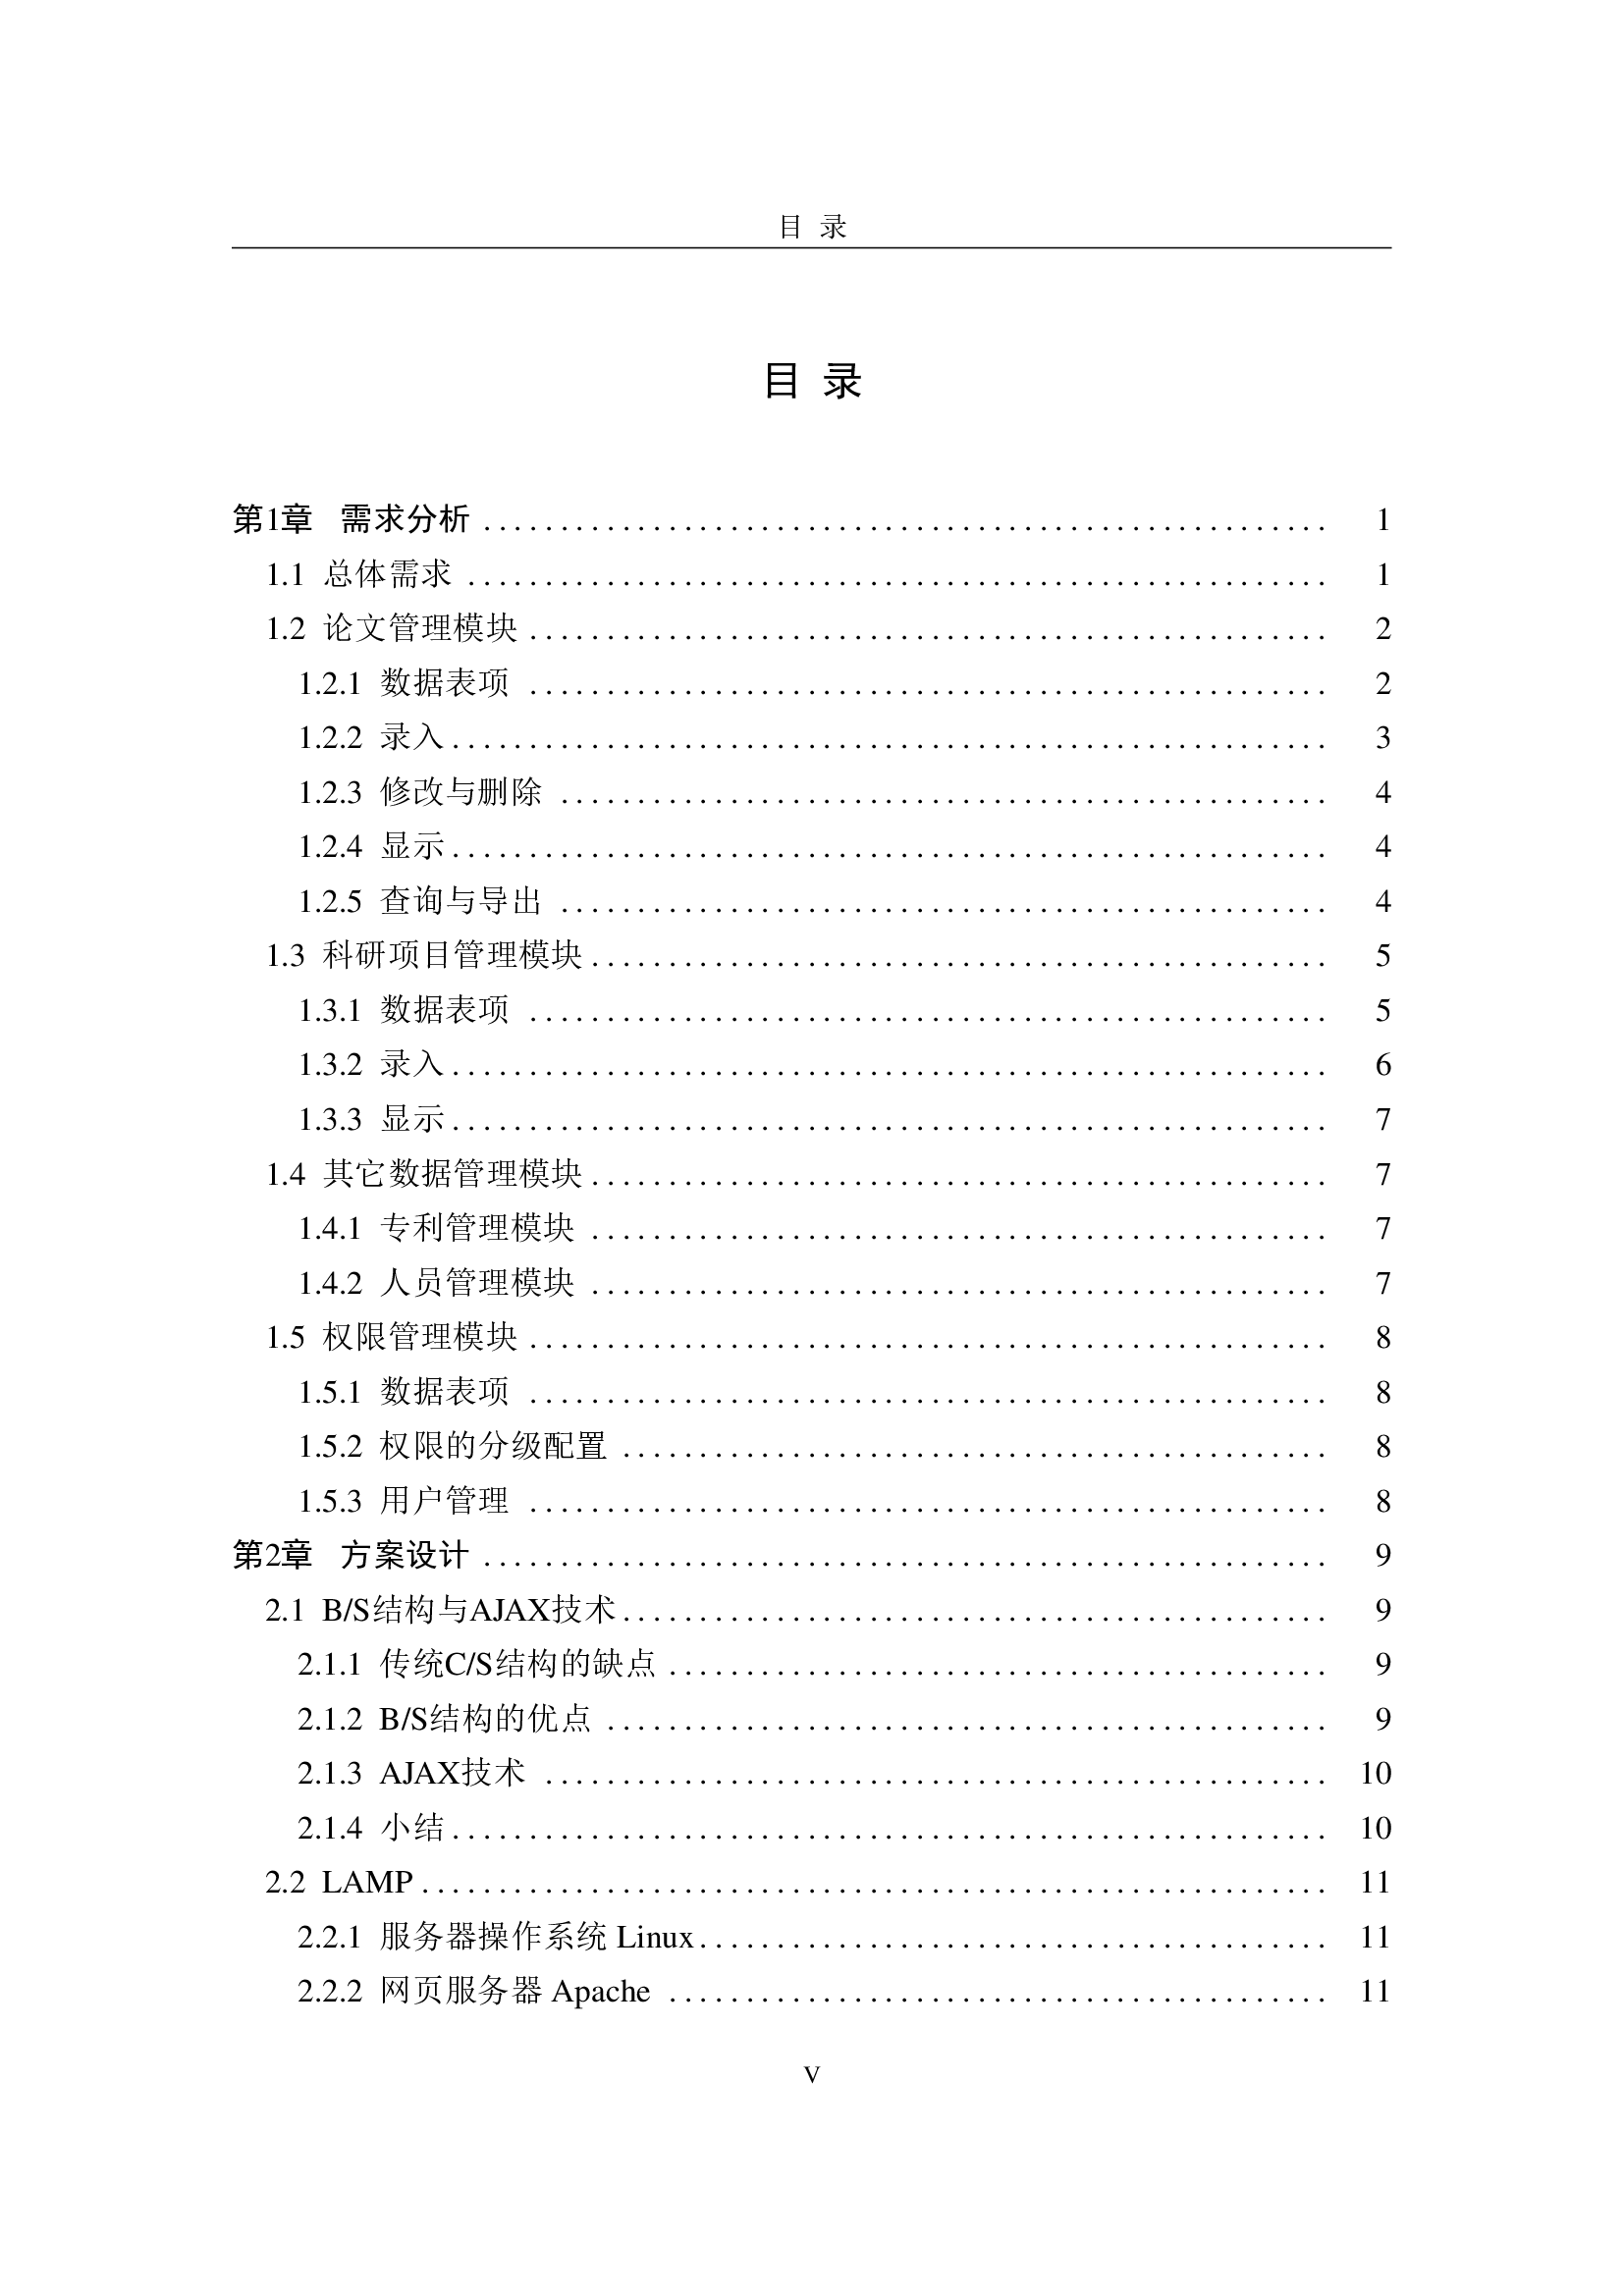 目 录
目 录
第1章 需求分析 ........................................................ 1
1.1 总体需求 ........................................................ 1
1.2 论文管理模块 .................................................... 2
1.2.1 数据表项 .................................................... 2
1.2.2 录入 ......................................................... 3
1.2.3 修改与删除 .................................................. 4
1.2.4 显示 ......................................................... 4
1.2.5 查询与导出 .................................................. 4
1.3 科研项目管理模块 ................................................ 5
1.3.1 数据表项 .................................................... 5
1.3.2 录入 ......................................................... 6
1.3.3 显示 ......................................................... 7
1.4 其它数据管理模块 ................................................ 7
1.4.1 专利管理模块 ................................................ 7
1.4.2 人员管理模块 ................................................ 7
1.5 权限管理模块 .................................................... 8
1.5.1 数据表项 .................................................... 8
1.5.2 权限的分级配置 .............................................. 8
1.5.3 用户管理 .................................................... 8
第2章 方案设计 ........................................................ 9
2.1 B/S结构与AJAX技术 .............................................. 9
2.1.1 传统C/S结构的缺点 ........................................... 9
2.1.2 B/S结构的优点 ............................................... 9
2.1.3 AJAX技术 ................................................... 10
2.1.4 小结 ......................................................... 10
2.2 LAMP ........................................................... 11
2.2.1 服务器操作系统 Linux ......................................... 11
2.2.2 网页服务器 Apache ........................................... 11
V